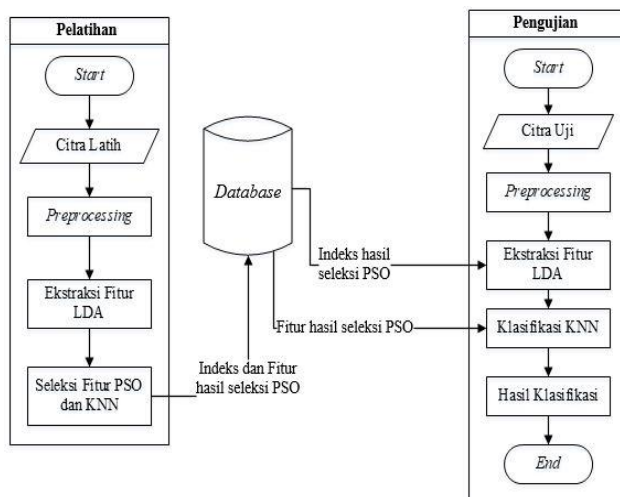 Pelatihan
Start
Citra Latih
Preprocessing
Ekstraksi Fitur
LDA
Seleksi Fitur PSO
dan KNN
Database
Indeks hasil
seleksi PSO
Fitur hasil seleksi PSO
Indeks dan Fitur
hasil seleksi PSO
Pengujian
Start
Citra Uji
Preprocessing
Ekstraksi Fitur
LDA
Klasifikasi KNN
Hasil Klasifikasi
End